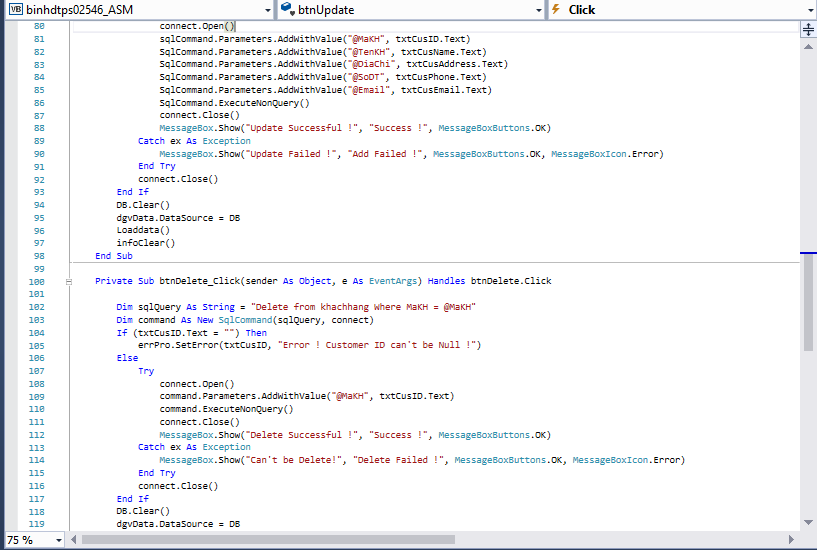 VB binhdtps02546_ASM btnUpdate Click
80 connect.Open()
81 sqlCommand.Parameters.AddWithValue("@MaKH", txtCusID.Text)
82 sqlCommand.Parameters.AddWithValue("@TenKH", txtCusName.Text)
83 sqlCommand.Parameters.AddWithValue("@DiaChi", txtCusAddress.Text)
84 sqlCommand.Parameters.AddWithValue("@SoDT", txtCusPhone.Text)
85 sqlCommand.Parameters.AddWithValue("@Email", txtCusEmail.Text)
86 SqlCommand.ExecuteNonQuery()
87 connect.Close()
88 MessageBox.Show("Update Successful !", "Success !", MessageBoxButtons.OK)
89 Catch ex As Exception
90 MessageBox.Show("Update Failed !", "Add Failed !", MessageBoxButtons.OK, MessageBoxIcon.Error)
91 End Try
92 connect.Close()
93 End If
94 DB.Clear()
95 dgvData.DataSource = DB
96 Loaddata()
97 infoClear()
98 End Sub
99
100 Private Sub btnDelete_Click(sender As Object, e As EventArgs) Handles btnDelete.Click
101
102 Dim sqlQuery As String = "Delete from khachhang Where MaKH = @MaKH"
103 Dim command As New SqlCommand(sqlQuery, connect)
104 If (txtCusID.Text = "") Then
105 errPro.SetError(txtCusID, "Error ! Customer ID can't be Null !")
106 Else
107 Try
108 connect.Open()
109 command.Parameters.AddWithValue("@MaKH", txtCusID.Text)
110 command.ExecuteNonQuery()
111 connect.Close()
112 MessageBox.Show("Delete Successful !", "Success !", MessageBoxButtons.OK)
113 Catch ex As Exception
114 MessageBox.Show("Can't be Delete!", "Delete Failed !", MessageBoxButtons.OK, MessageBoxIcon.Error)
115 End Try
116 connect.Close()
117 End If
118 DB.Clear()
119 dgvData.DataSource = DB
75 %